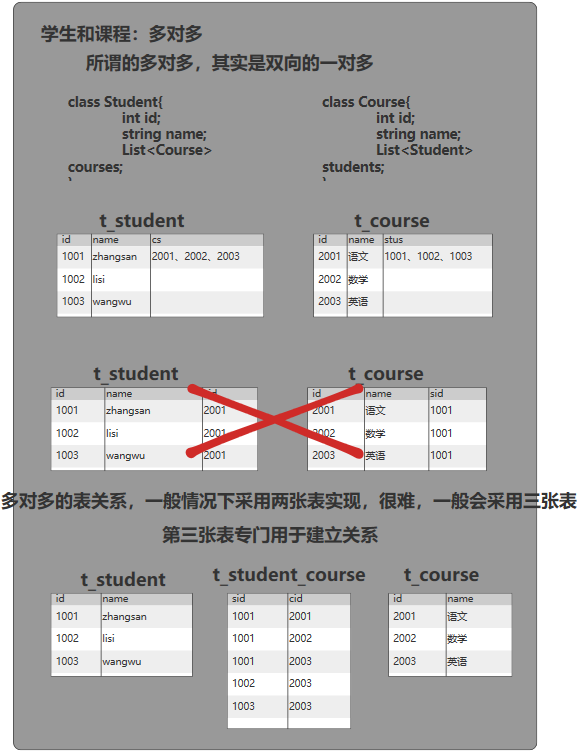 学生和课程：多对多
所谓的多对多，其实是双向的一对多
class Student{
int id;
string name;
List<Course>
courses;
}
class Course{
int id;
string name;
List<Student>
students;
}
t_student
id name cs
1001 zhangsan 2001、2002、2003
1002 lisi
1003 wangwu
t_course
id name stus
2001 语文 1001、1002、1003
2002 数学
2003 英语
t_student
id name
1001 zhangsan 2001
1002 lisi 2001
1003 wangwu 2001
t_course
id name sid
2001 语文 1001
2002 数学 1001
2003 英语 1001
多对多的表关系，一般情况下采用两张表实现，很难，一般会采用三张表
第三张表专门用于建立关系
t_student
id name
1001 zhangsan
1002 lisi
1003 wangwu
t_student_course
sid cid
1001 2001
1001 2002
1001 2003
1002 2003
1003 2003
t_course
id name
2001 语文
2002 数学
2003 英语